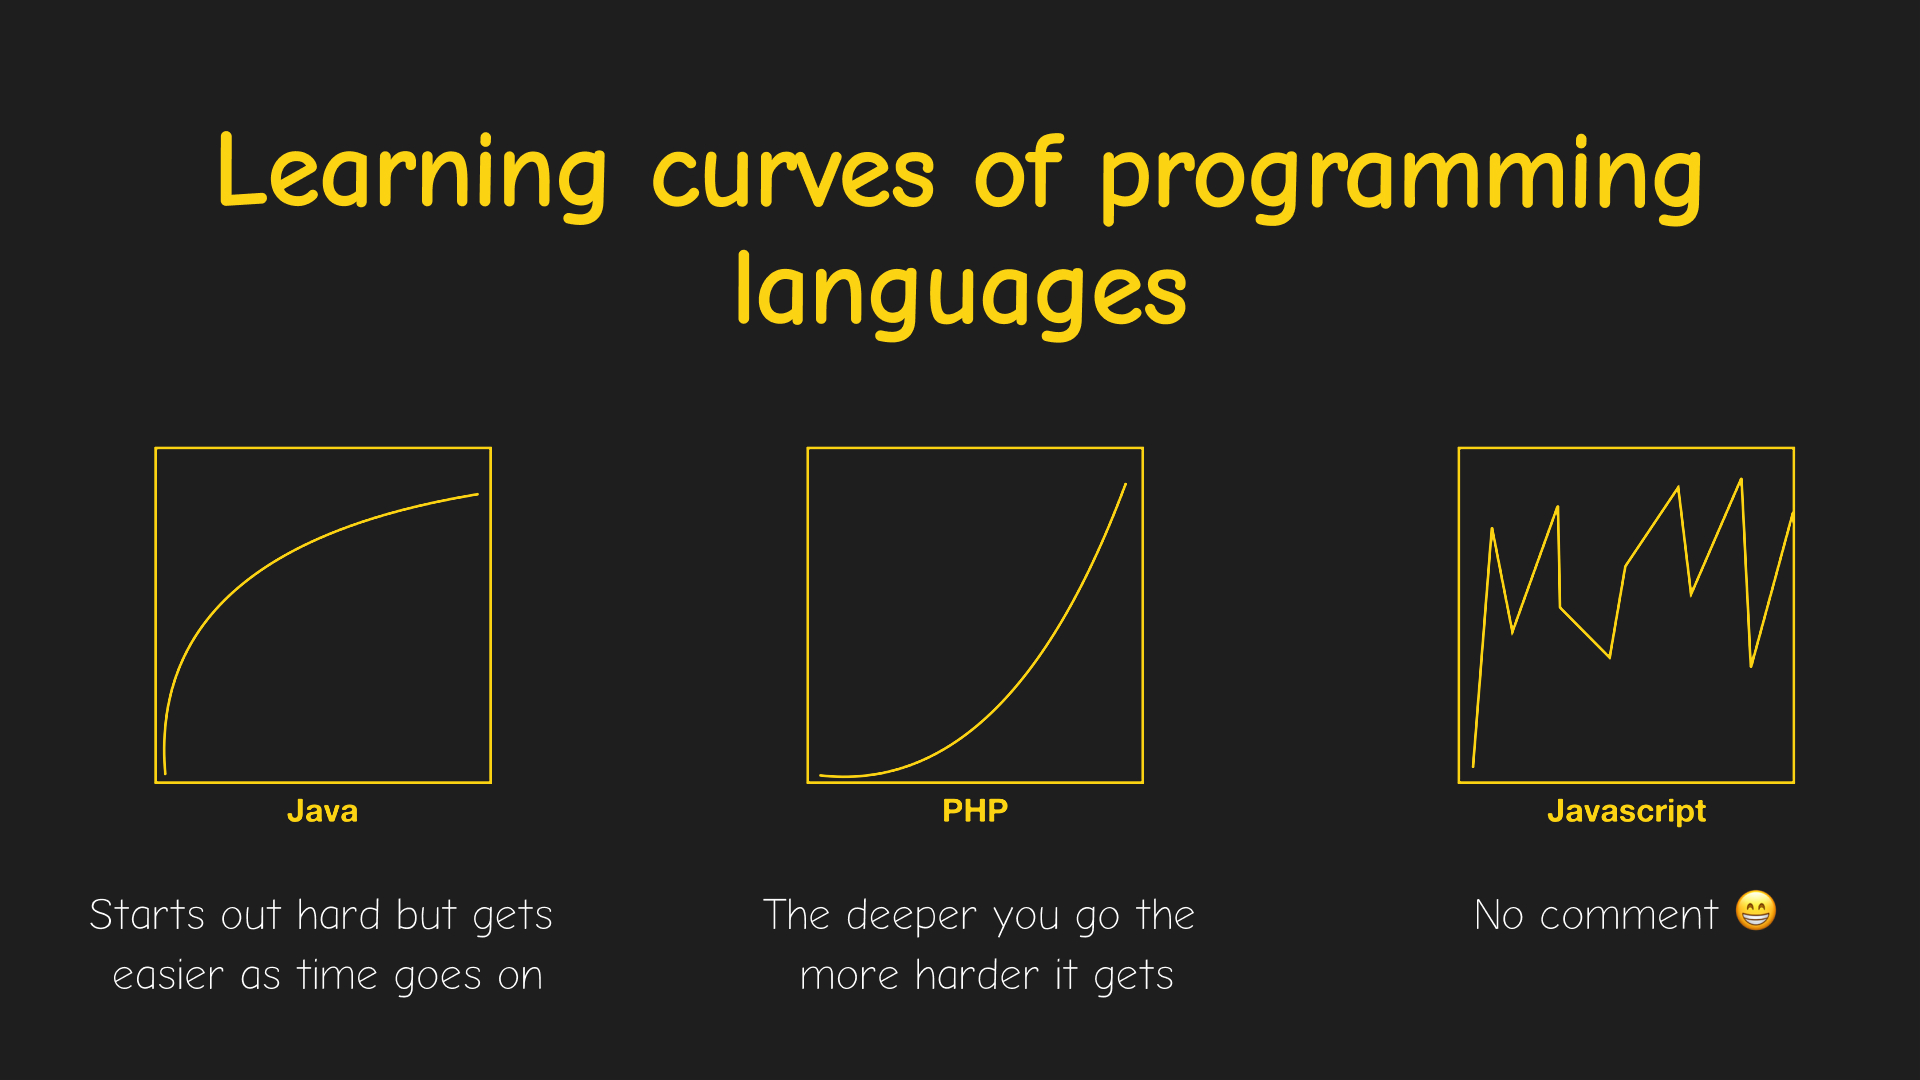 Learning curves of programming
languages
Java
PHP
Javascript
Starts out hard but gets
easier as time goes on
The deeper you go the
more harder it gets
No comment 😁